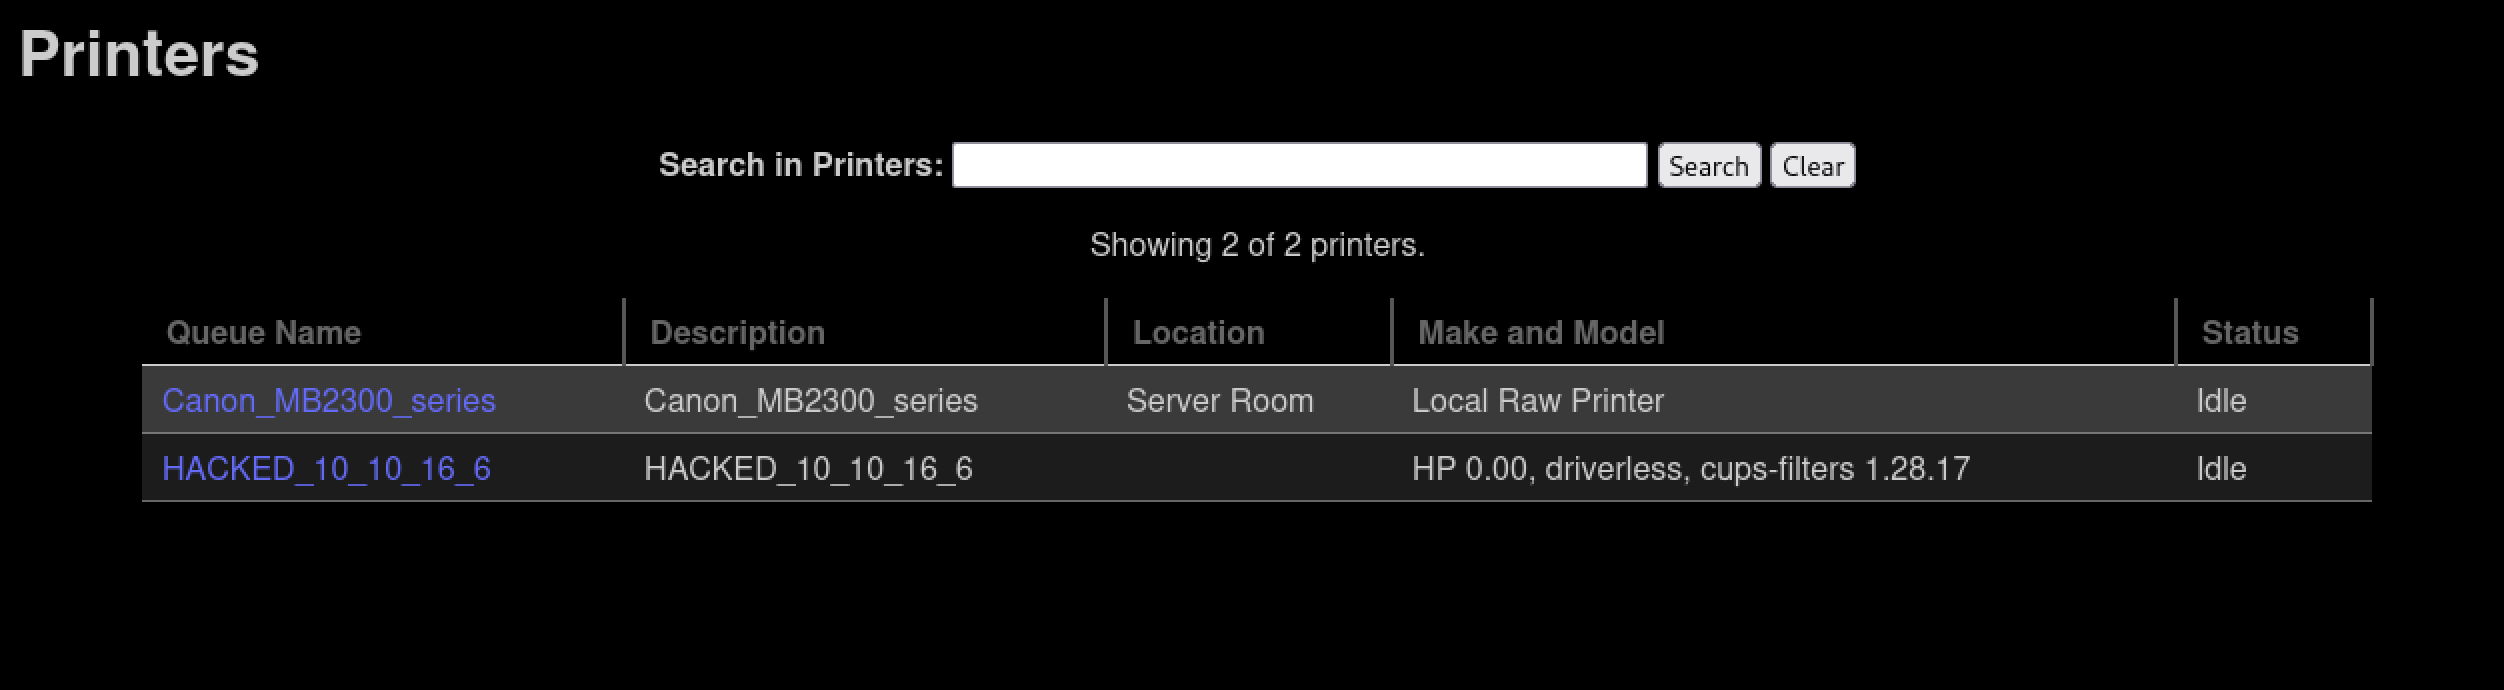 Printers
Search in Printers: Search Clear
Showing 2 of 2 printers.
Queue Name Description Location Make and Model Status
Canon_MB2300_series Canon_MB2300_series Server Room Local Raw Printer Idle
HACKED_10_10_16_6 HACKED_10_10_16_6 HP 0.00, driverless, cups-filters 1.28.17 Idle